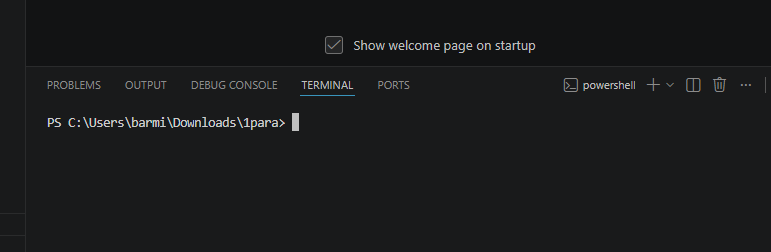 Show welcome page on startup
PROBLEMS OUTPUT DEBUG CONSOLE TERMINAL PORTS powershell
PS C:\Users\barmi\Downloads\1para>